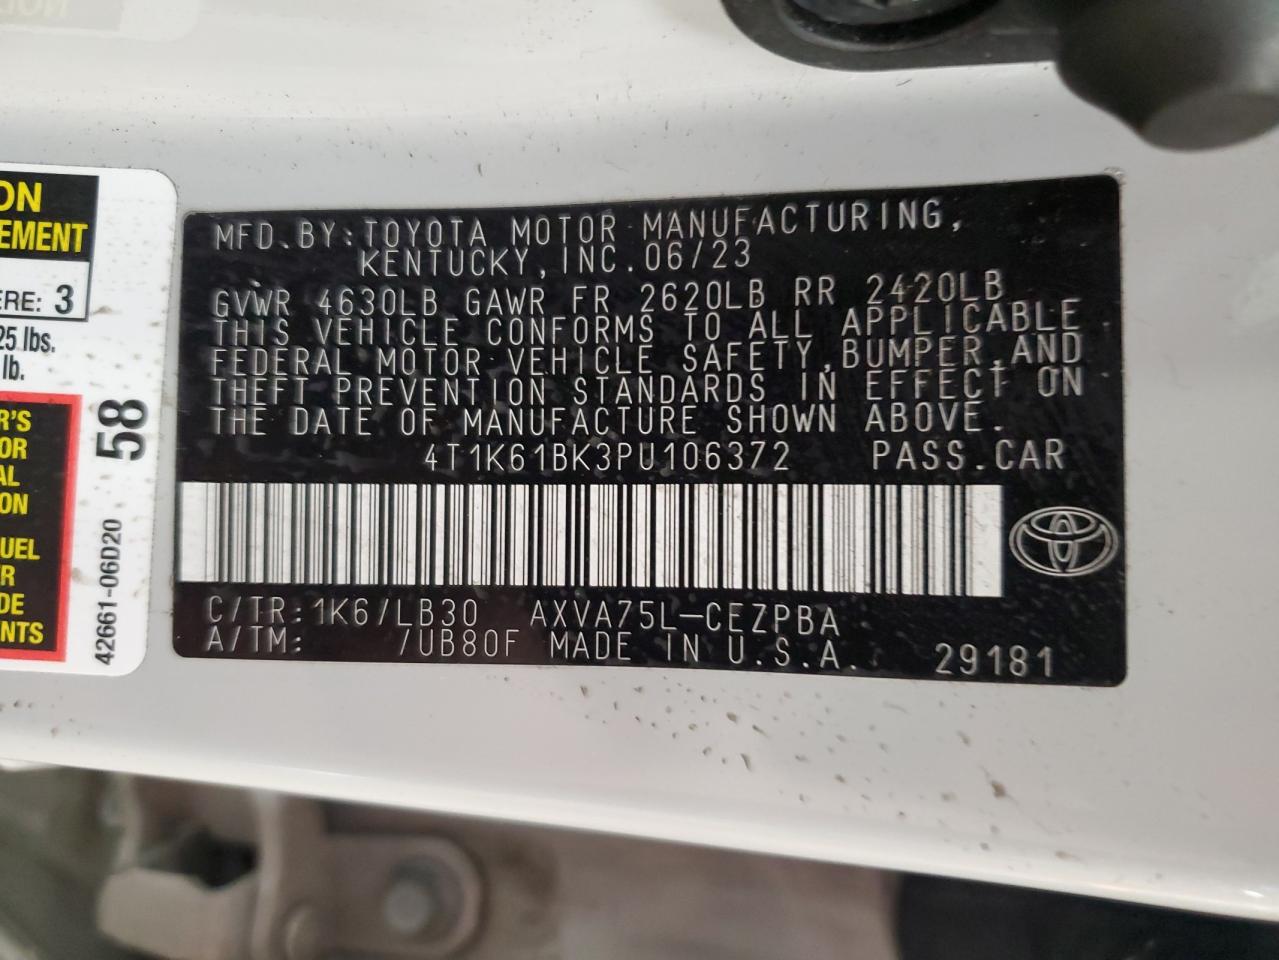 ON
EMENT
ERE: 3
25 lbs.
lb.
R'S
OR
AL
ON
UEL
R
DE
NTS
58
42661-06D20
MFD.BY:TOYOTA MOTOR MANUFACTURING,
KENTUCKY,INC.06/23
GVWR 4630LB GAWR FR 2620LB RR 2420LB
THIS VEHICLE CONFORMS TO ALL APPLICABLE
FEDERAL MOTOR VEHICLE SAFETY,BUMPER,AND
THEFT PREVENTION STANDARDS IN EFFECT ON
THE DATE OF MANUFACTURE SHOWN ABOVE.
4T1K61BK3PU106372 PASS.CAR
C/TR:1K6/LB30 AXVA75L-CEZPBA
A/TM: /UB80F MADE IN U.S.A. 29181